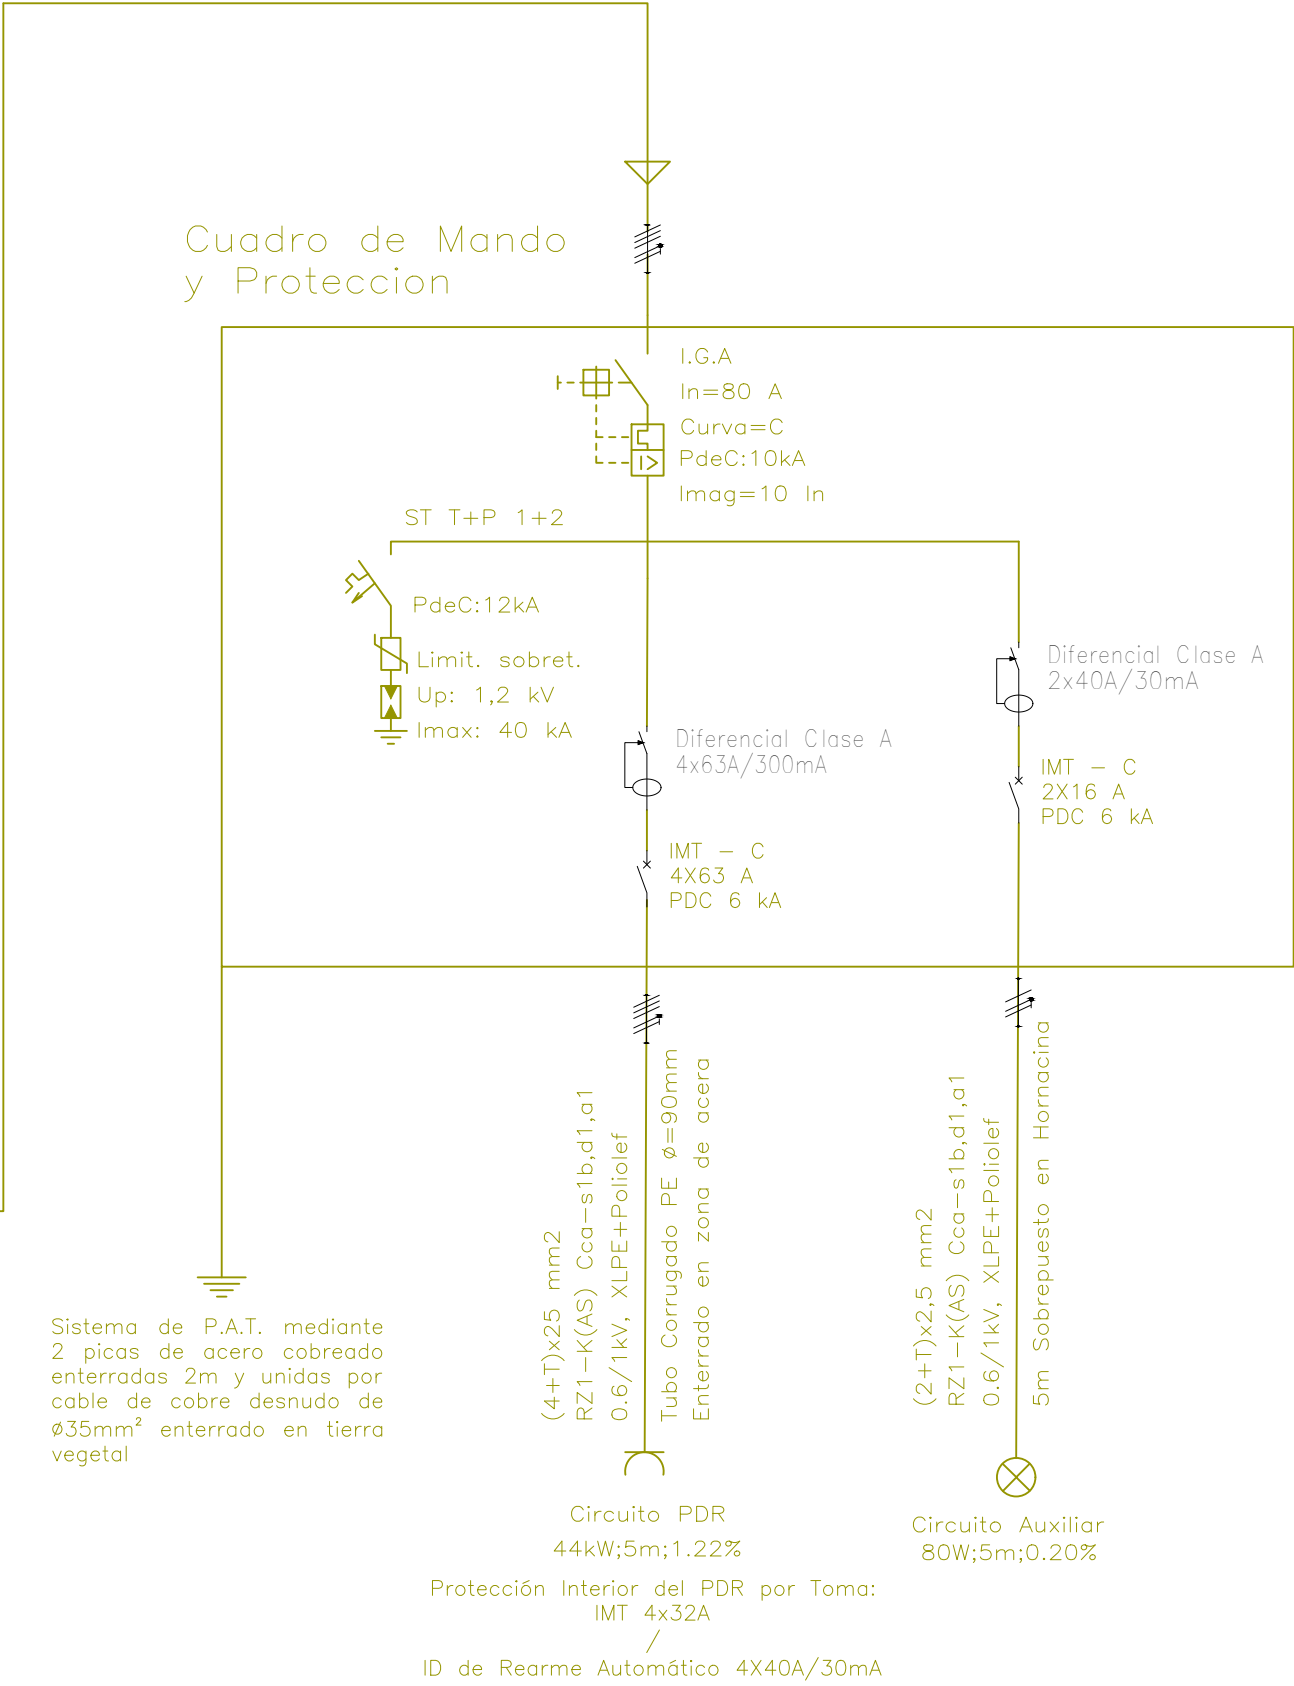 Cuadro de Mando
y Proteccion
I.G.A
In=80 A
Curva=C
PdeC:10kA
Imag=10 In
ST T+P 1+2
PdeC:12kA
Limit. sobret.
Up: 1,2 kV
Imax: 40 kA
Diferencial Clase A
2x40A/30mA
Diferencial Clase A
4x63A/300mA
IMT - C
2X16 A
PDC 6 kA
IMT - C
4X63 A
PDC 6 kA
(4+T)x25 mm2
RZ1-K(AS) Cca-s1b,d1,a1
0.6/1kV, XLPE+Poliolef
Tubo Corrugado PE ø=90mm
Enterrado en zona de acera
(2+T)x2,5 mm2
RZ1-K(AS) Cca-s1b,d1,a1
0.6/1kV, XLPE+Poliolef
5m Sobrepuesto en Hornacina
Sistema de P.A.T. mediante
2 picas de acero cobreado
enterradas 2m y unidas por
cable de cobre desnudo de
ø35mm² enterrado en tierra
vegetal
Circuito PDR
44kW;5m;1.22%
Circuito Auxiliar
80W;5m;0.20%
Protección Interior del PDR por Toma:
IMT 4x32A
/
ID de Rearme Automático 4X40A/30mA